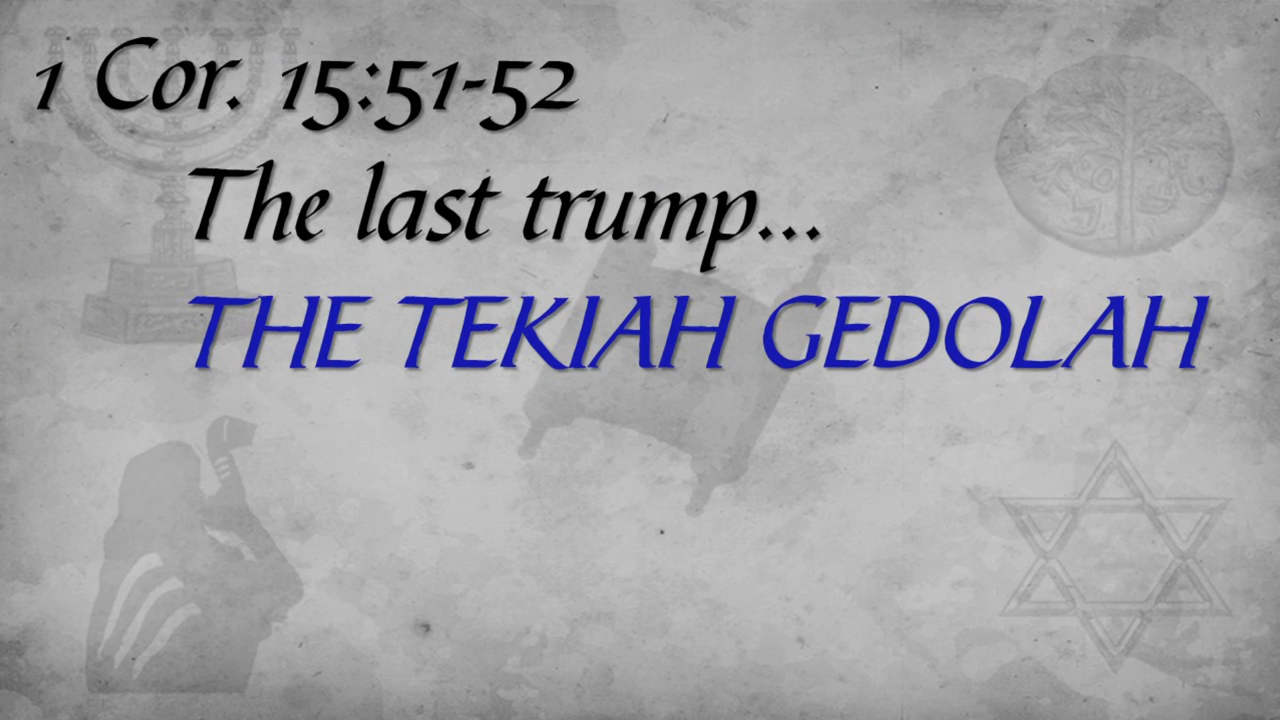 1 Cor. 15:51-52
The last trump...
THE TEKIAH GEDOLAH